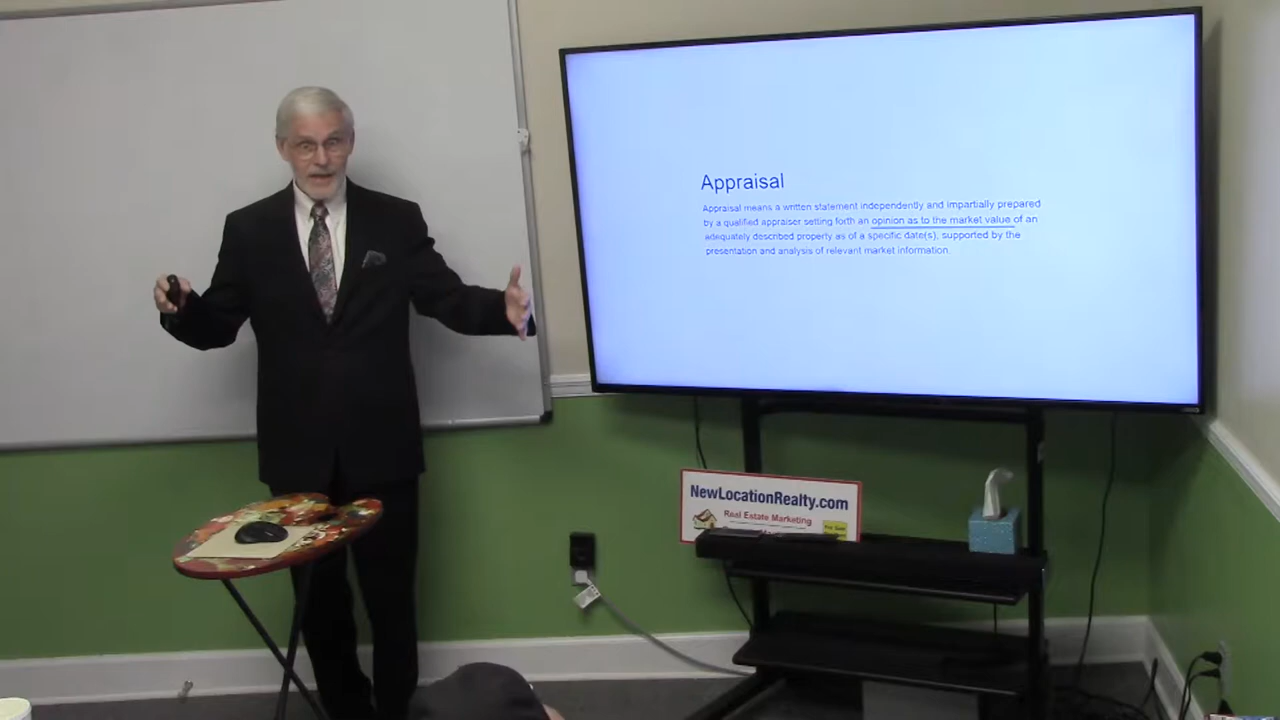 Appraisal
Appraisal means a written statement independently and impartially prepared
by a qualified appraiser setting forth an opinion as to the market value of an
adequately described property as of a specific date(s), supported by the
presentation and analysis of relevant market information.
NewLocationRealty.com
Real Estate Marketing
For Sale